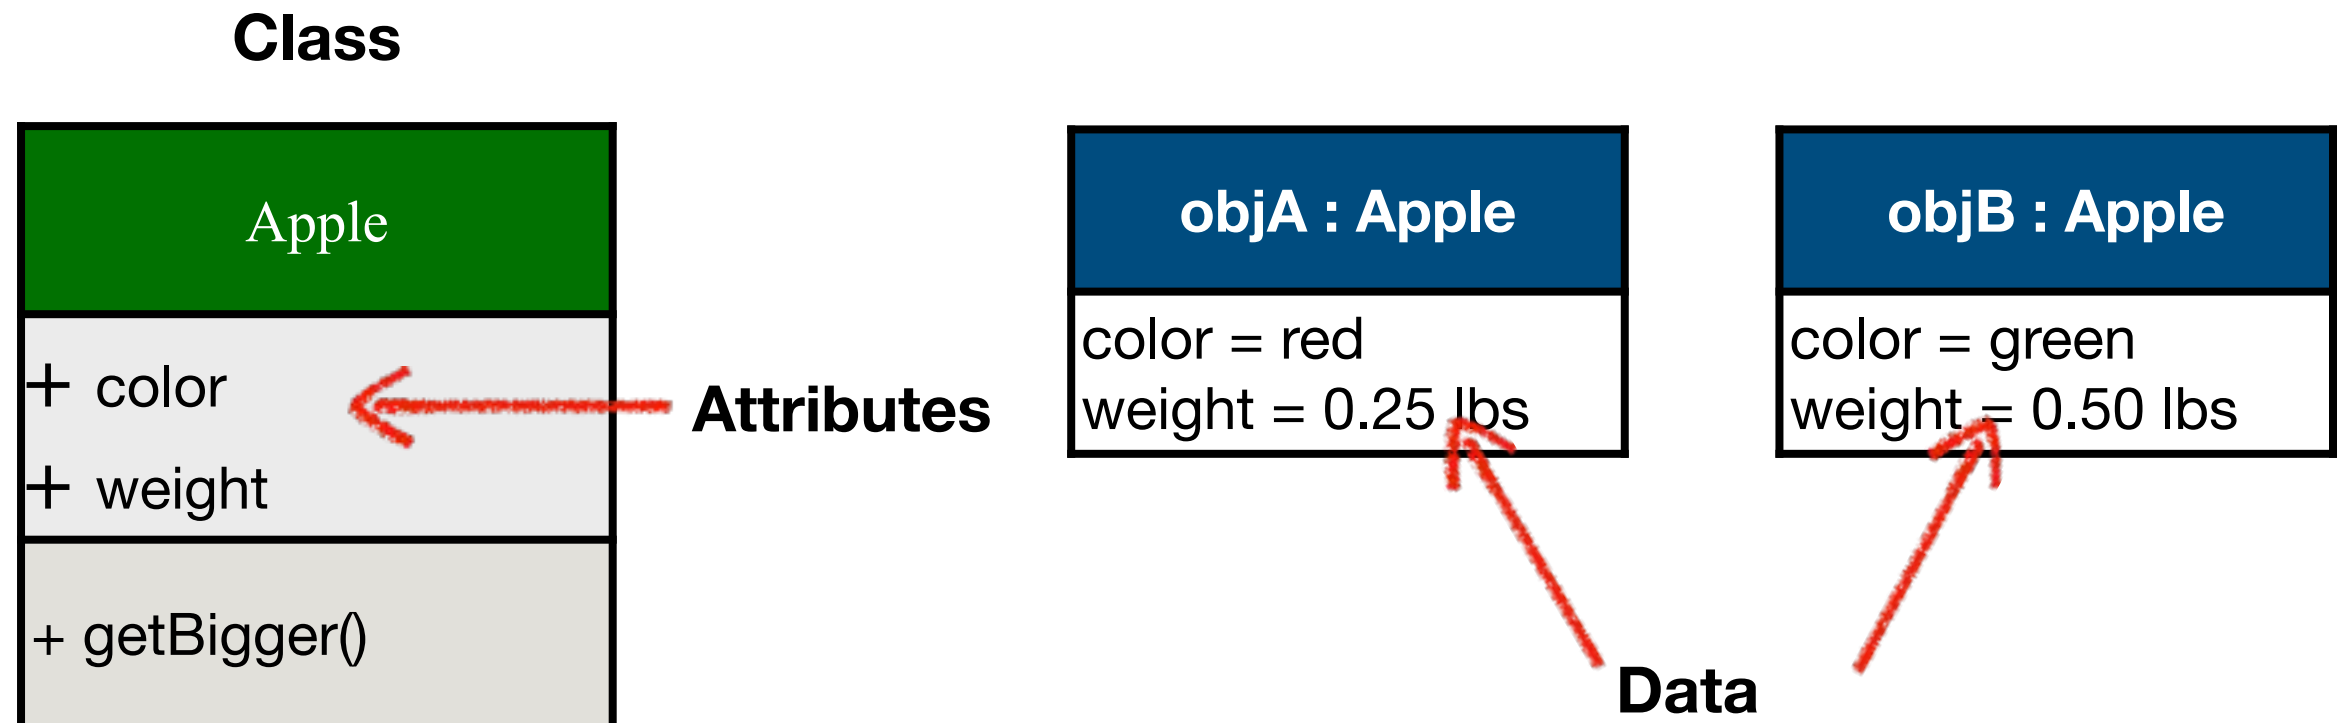 Class
Apple
+ color
+ weight
+ getBigger()
Attributes
objA : Apple
color = red
weight = 0.25 lbs
objB : Apple
color = green
weight = 0.50 lbs
Data